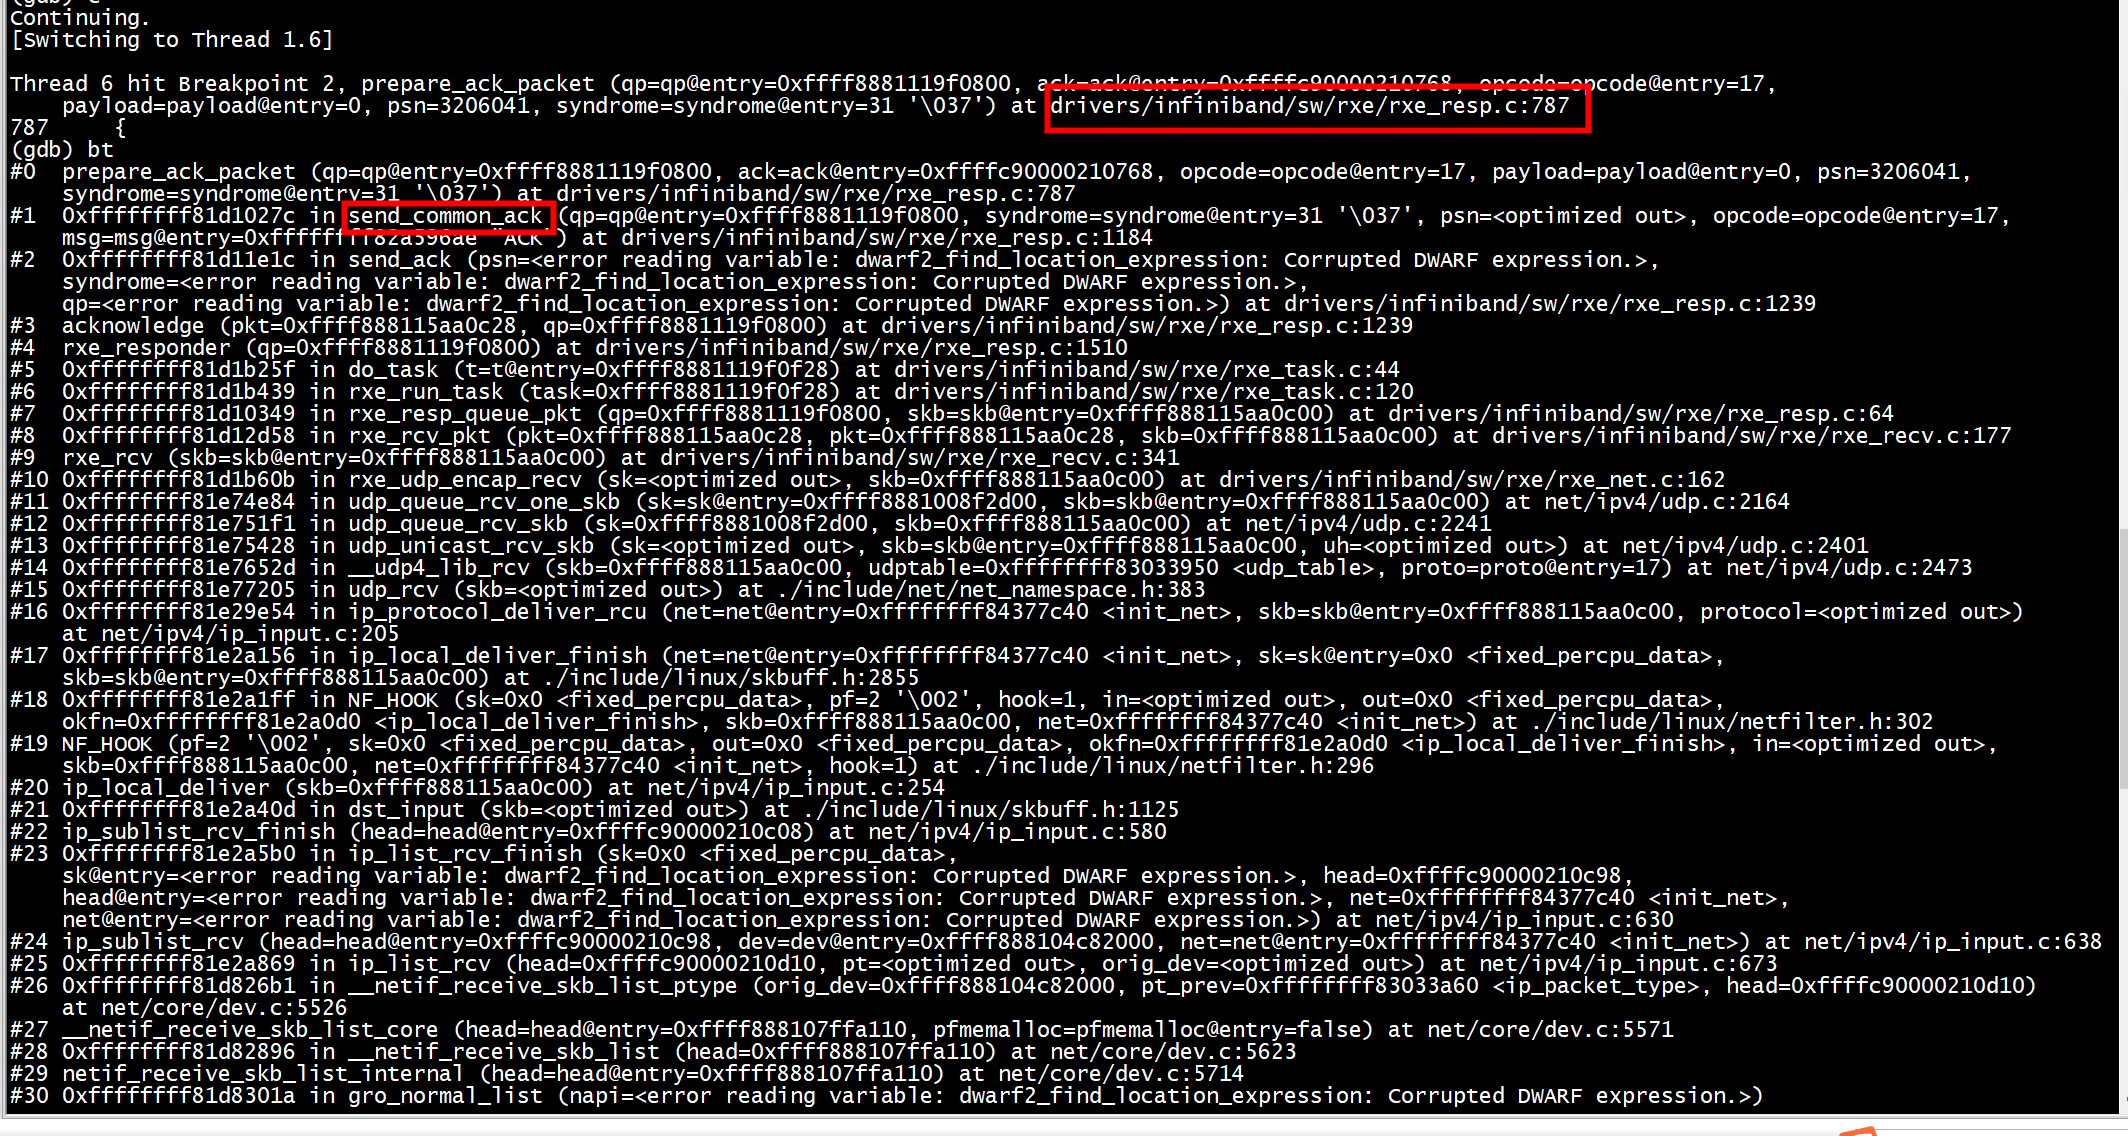 (gdb) c
Continuing.
[Switching to Thread 1.6]
Thread 6 hit Breakpoint 2, prepare_ack_packet (qp=qp@entry=0xffff8881119f0800, ack=ack@entry=0xffffc90000210768, opcode=opcode@entry=17,
payload=payload@entry=0, psn=3206041, syndrome=syndrome@entry=31 '\037') at drivers/infiniband/sw/rxe/rxe_resp.c:787
787     {
(gdb) bt
#0  prepare_ack_packet (qp=qp@entry=0xffff8881119f0800, ack=ack@entry=0xffffc90000210768, opcode=opcode@entry=17, payload=payload@entry=0, psn=3206041,
syndrome=syndrome@entry=31 '\037') at drivers/infiniband/sw/rxe/rxe_resp.c:787
#1  0xffffffff81d1027c in send_common_ack (qp=qp@entry=0xffff8881119f0800, syndrome=syndrome@entry=31 '\037', psn=<optimized out>, opcode=opcode@entry=17,
msg=msg@entry=0xffffffff82a596ae "ACK") at drivers/infiniband/sw/rxe/rxe_resp.c:1184
#2  0xffffffff81d11e1c in send_ack (psn=<error reading variable: dwarf2_find_location_expression: Corrupted DWARF expression.>,
syndrome=<error reading variable: dwarf2_find_location_expression: Corrupted DWARF expression.>,
qp=<error reading variable: dwarf2_find_location_expression: Corrupted DWARF expression.>) at drivers/infiniband/sw/rxe/rxe_resp.c:1239
#3  acknowledge (pkt=0xffff888115aa0c28, qp=0xffff8881119f0800) at drivers/infiniband/sw/rxe/rxe_resp.c:1239
#4  rxe_responder (qp=0xffff8881119f0800) at drivers/infiniband/sw/rxe/rxe_resp.c:1510
#5  0xffffffff81d1b25f in do_task (t=t@entry=0xffff8881119f0f28) at drivers/infiniband/sw/rxe/rxe_task.c:44
#6  0xffffffff81d1b439 in rxe_run_task (task=0xffff8881119f0f28) at drivers/infiniband/sw/rxe/rxe_task.c:120
#7  0xffffffff81d10349 in rxe_resp_queue_pkt (qp=0xffff8881119f0800, skb=skb@entry=0xffff888115aa0c00) at drivers/infiniband/sw/rxe/rxe_resp.c:64
#8  0xffffffff81d12d58 in rxe_rcv_pkt (pkt=0xffff888115aa0c28, pkt=0xffff888115aa0c28, skb=0xffff888115aa0c00) at drivers/infiniband/sw/rxe/rxe_recv.c:177
#9  rxe_rcv (skb=skb@entry=0xffff888115aa0c00) at drivers/infiniband/sw/rxe/rxe_recv.c:341
#10 0xffffffff81d1b60b in rxe_udp_encap_recv (sk=<optimized out>, skb=0xffff888115aa0c00) at drivers/infiniband/sw/rxe/rxe_net.c:162
#11 0xffffffff81e74e84 in udp_queue_rcv_one_skb (sk=sk@entry=0xffff8881008f2d00, skb=skb@entry=0xffff888115aa0c00) at net/ipv4/udp.c:2164
#12 0xffffffff81e751f1 in udp_queue_rcv_skb (sk=0xffff8881008f2d00, skb=0xffff888115aa0c00) at net/ipv4/udp.c:2241
#13 0xffffffff81e75428 in udp_unicast_rcv_skb (sk=<optimized out>, skb=skb@entry=0xffff888115aa0c00, uh=<optimized out>) at net/ipv4/udp.c:2401
#14 0xffffffff81e7652d in __udp4_lib_rcv (skb=0xffff888115aa0c00, udptable=0xffffffff83033950 <udp_table>, proto=proto@entry=17) at net/ipv4/udp.c:2473
#15 0xffffffff81e77205 in udp_rcv (skb=<optimized out>) at ./include/net/net_namespace.h:383
#16 0xffffffff81e29e54 in ip_protocol_deliver_rcu (net=net@entry=0xffffffff84377c40 <init_net>, skb=skb@entry=0xffff888115aa0c00, protocol=<optimized out>)
at net/ipv4/ip_input.c:205
#17 0xffffffff81e2a156 in ip_local_deliver_finish (net=net@entry=0xffffffff84377c40 <init_net>, sk=sk@entry=0x0 <fixed_percpu_data>,
skb=skb@entry=0xffff888115aa0c00) at ./include/linux/skbuff.h:2855
#18 0xffffffff81e2a1ff in NF_HOOK (sk=0x0 <fixed_percpu_data>, pf=2 '\002', hook=1, in=<optimized out>, out=0x0 <fixed_percpu_data>,
okfn=0xffffffff81e2a0d0 <ip_local_deliver_finish>, skb=0xffff888115aa0c00, net=0xffffffff84377c40 <init_net>) at ./include/linux/netfilter.h:302
#19 NF_HOOK (pf=2 '\002', sk=0x0 <fixed_percpu_data>, out=0x0 <fixed_percpu_data>, okfn=0xffffffff81e2a0d0 <ip_local_deliver_finish>, in=<optimized out>,
skb=0xffff888115aa0c00, net=0xffffffff84377c40 <init_net>, hook=1) at ./include/linux/netfilter.h:296
#20 ip_local_deliver (skb=0xffff888115aa0c00) at net/ipv4/ip_input.c:254
#21 0xffffffff81e2a40d in dst_input (skb=<optimized out>) at ./include/linux/skbuff.h:1125
#22 ip_sublist_rcv_finish (head=head@entry=0xffffc90000210c08) at net/ipv4/ip_input.c:580
#23 0xffffffff81e2a5b0 in ip_list_rcv_finish (sk=0x0 <fixed_percpu_data>,
sk@entry=<error reading variable: dwarf2_find_location_expression: Corrupted DWARF expression.>, head=0xffffc90000210c98,
head@entry=<error reading variable: dwarf2_find_location_expression: Corrupted DWARF expression.>, net=0xffffffff84377c40 <init_net>,
net@entry=<error reading variable: dwarf2_find_location_expression: Corrupted DWARF expression.>) at net/ipv4/ip_input.c:630
#24 ip_sublist_rcv (head=head@entry=0xffffc90000210c98, dev=dev@entry=0xffff888104c82000, net=net@entry=0xffffffff84377c40 <init_net>) at net/ipv4/ip_input.c:638
#25 0xffffffff81e2a869 in ip_list_rcv (head=0xffffc90000210d10, pt=<optimized out>, orig_dev=<optimized out>) at net/ipv4/ip_input.c:673
#26 0xffffffff81d826b1 in __netif_receive_skb_list_ptype (orig_dev=0xffff888104c82000, pt_prev=0xffffffff83033a60 <ip_packet_type>, head=0xffffc90000210d10)
at net/core/dev.c:5526
#27 __netif_receive_skb_list_core (head=head@entry=0xffff888107ffa110, pfmemalloc=pfmemalloc@entry=false) at net/core/dev.c:5571
#28 0xffffffff81d82896 in __netif_receive_skb_list (head=0xffff888107ffa110) at net/core/dev.c:5623
#29 netif_receive_skb_list_internal (head=head@entry=0xffff888107ffa110) at net/core/dev.c:5714
#30 0xffffffff81d8301a in gro_normal_list (napi=<error reading variable: dwarf2_find_location_expression: Corrupted DWARF expression.>)